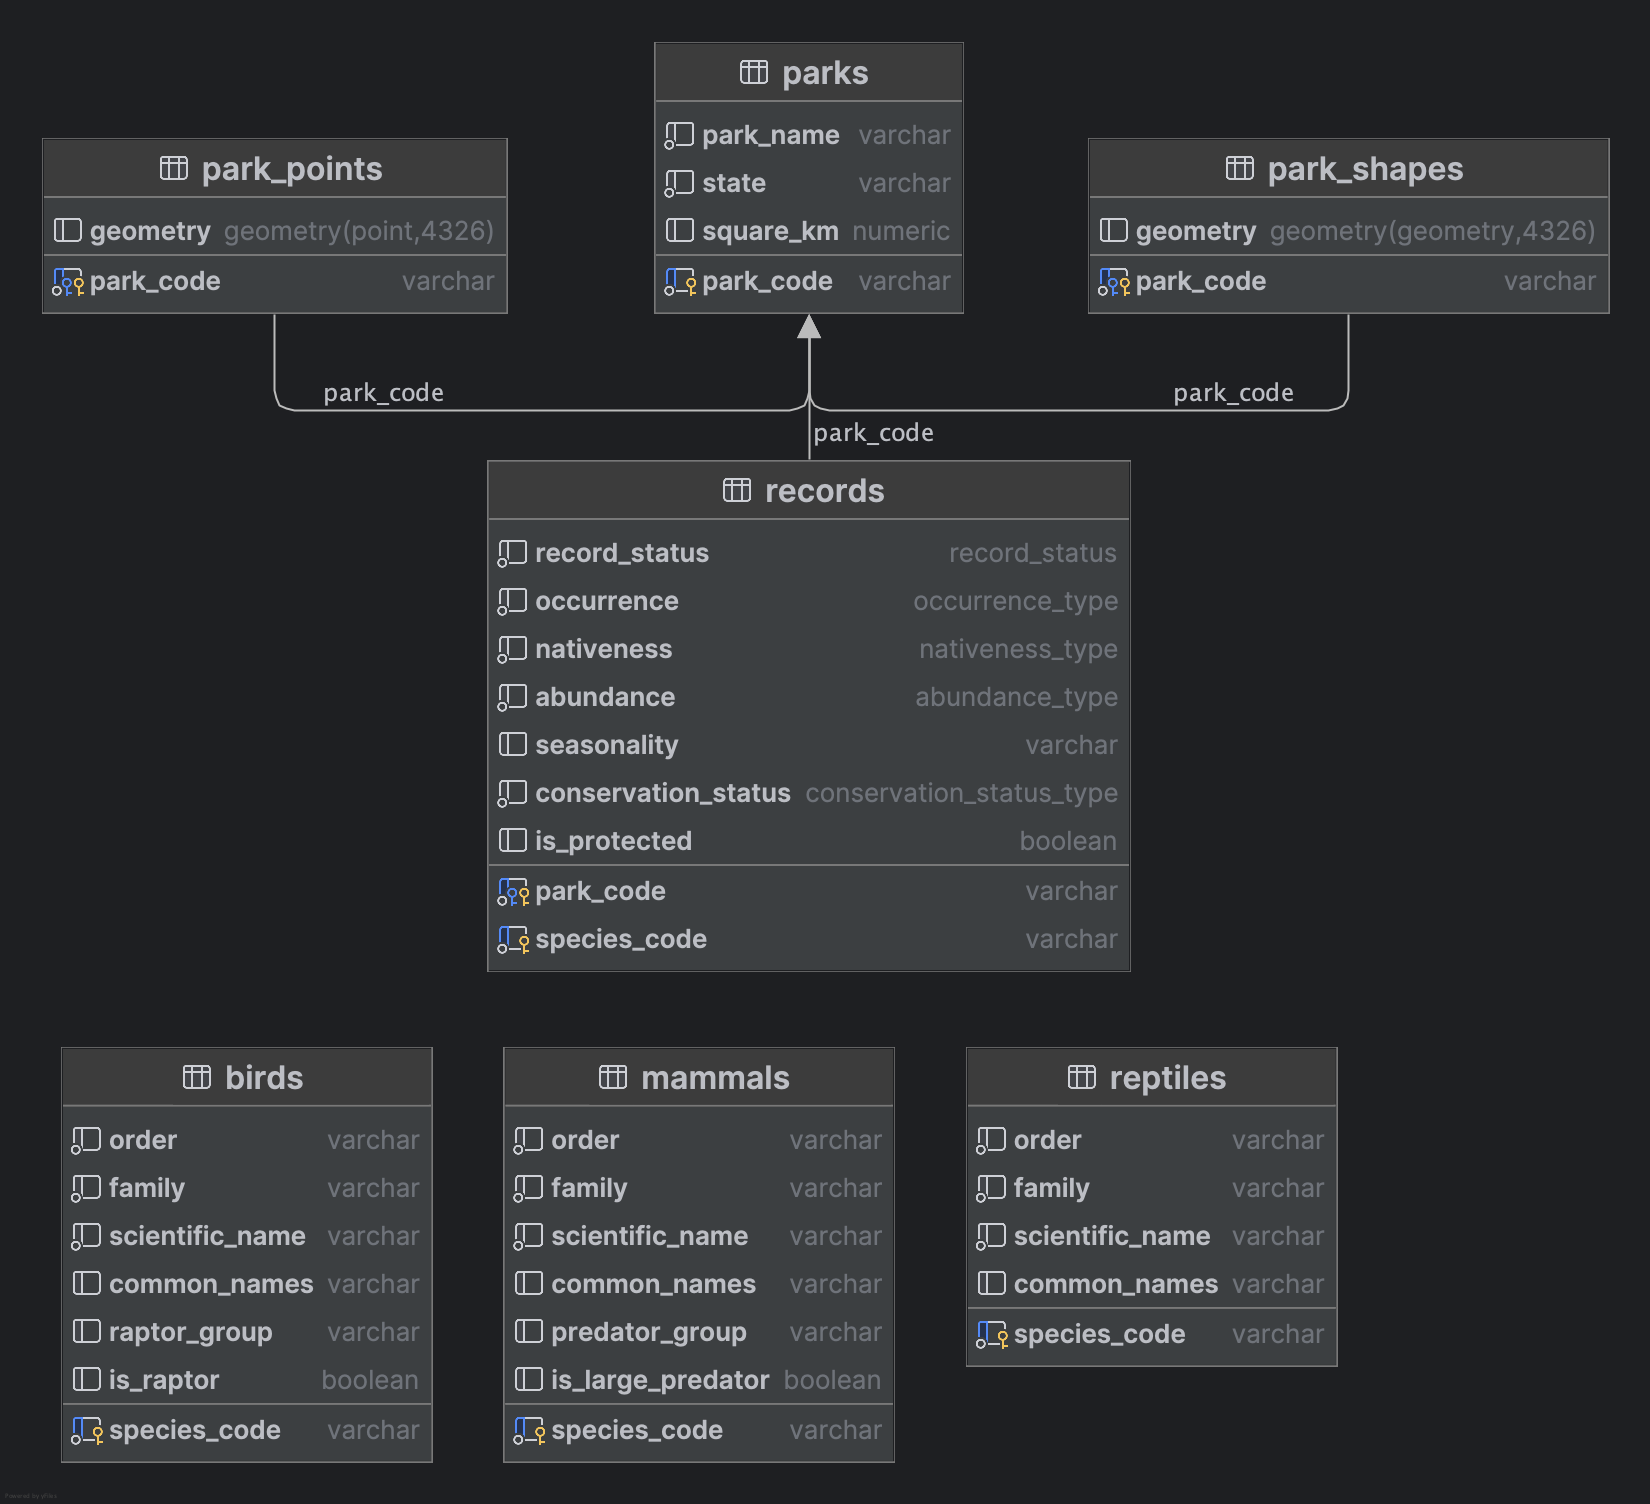 parks
park_name varchar
state varchar
square_km numeric
park_code varchar
park_points
geometry geometry(point,4326)
park_code varchar
park_shapes
geometry geometry(geometry,4326)
park_code varchar
park_code
park_code
park_code
records
record_status record_status
occurrence occurrence_type
nativeness nativeness_type
abundance abundance_type
seasonality varchar
conservation_status conservation_status_type
is_protected boolean
park_code varchar
species_code varchar
birds
order varchar
family varchar
scientific_name varchar
common_names varchar
raptor_group varchar
is_raptor boolean
species_code varchar
mammals
order varchar
family varchar
scientific_name varchar
common_names varchar
predator_group varchar
is_large_predator boolean
species_code varchar
reptiles
order varchar
family varchar
scientific_name varchar
common_names varchar
species_code varchar
Powered by yFiles